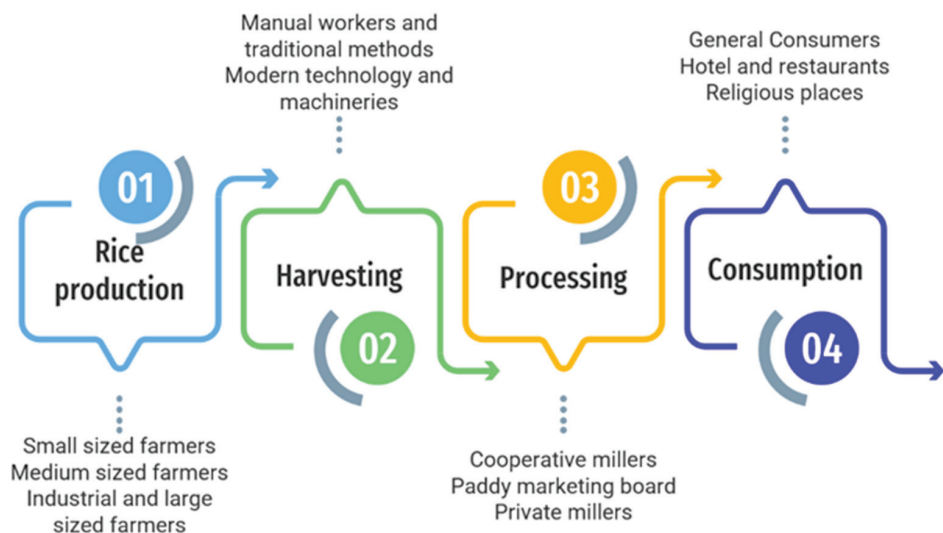 Manual workers and
traditional methods
Modern technology and
machineries
General Consumers
Hotel and restaurants
Religious places
01
Rice
production
Harvesting
02
03
Processing
Consumption
04
Small sized farmers
Medium sized farmers
Industrial and large
sized farmers
Cooperative millers
Paddy marketing board
Private millers